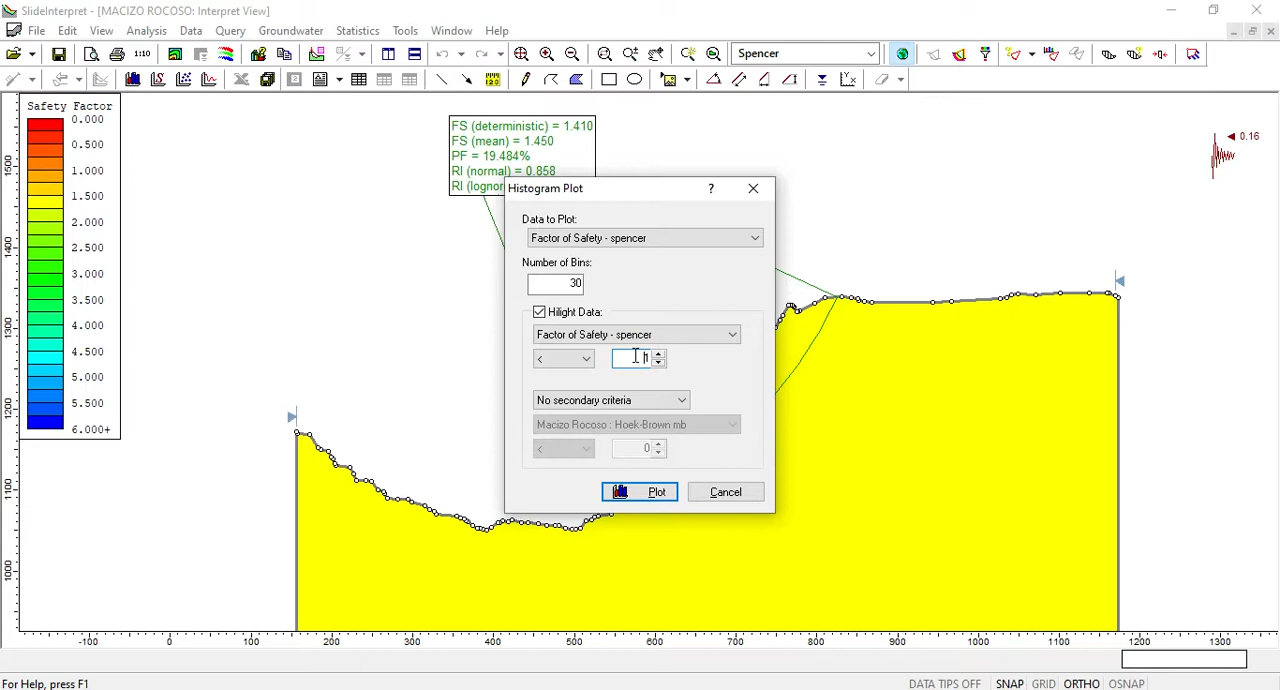 SlideInterpret - [MACIZO ROCOSO: Interpret View]
File Edit View Analysis Data Query Groundwater Statistics Tools Window Help
1:10 Spencer
Safety Factor
0.000
0.500
1.000
1.500
2.000
2.500
3.000
3.500
4.000
4.500
5.000
5.500
6.000+
FS (deterministic) = 1.410
FS (mean) = 1.450
PF = 19.484%
RI (normal) = 0.858
RI (lognor
0.16
Histogram Plot ?
Data to Plot:
Factor of Safety - spencer
Number of Bins:
30
Hilight Data:
Factor of Safety - spencer
< 1
No secondary criteria
Macizo Rocoso : Hoek-Brown mb
< 0
Plot Cancel
1500
1400
1300
1200
1100
1000
-100 0 100 200 300 400 500 600 700 800 900 1000 1100 1200 1300
For Help, press F1 DATA TIPS OFF SNAP GRID ORTHO OSNAP